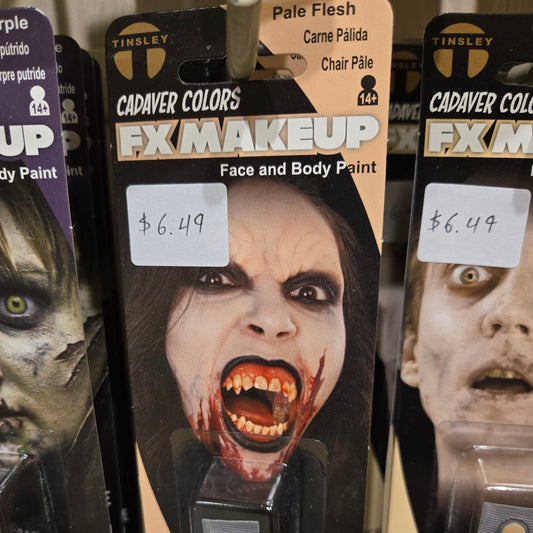 rple
pútrido
rpre putride
14+
UP
dy Paint
TINSLEY
Pale Flesh
Carne Pálida
Chair Pâle
14+
CADAVER COLORS
FX MAKEUP
Face and Body Paint
$6.49
TINSLEY
CADAVER COLO
FX M
$6.49